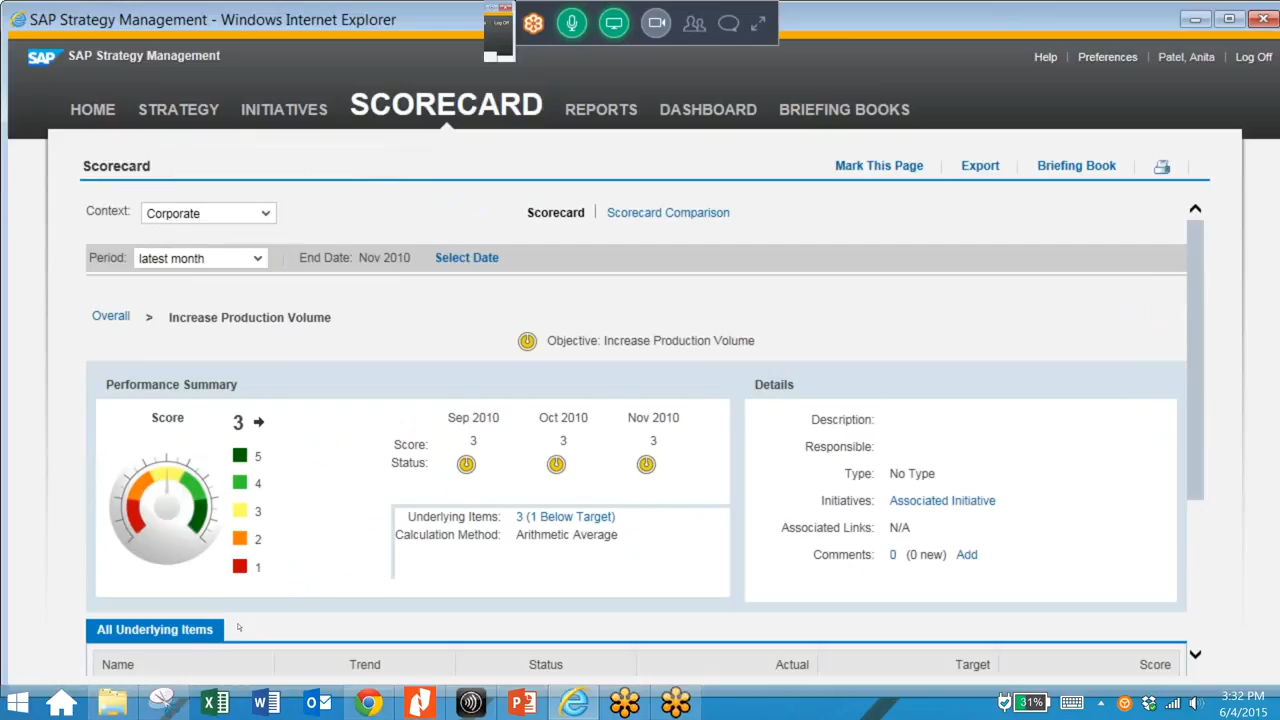 SAP Strategy Management - Windows Internet Explorer
Log Off
SAP SAP Strategy Management
Help | Preferences | Patel, Anita | Log Off
HOME STRATEGY INITIATIVES SCORECARD REPORTS DASHBOARD BRIEFING BOOKS
Scorecard
Mark This Page Export Briefing Book
Context: Corporate
Scorecard | Scorecard Comparison
Period: latest month End Date: Nov 2010 Select Date
Overall > Increase Production Volume
Objective: Increase Production Volume
Performance Summary
Score 3
5
4
3
2
1
Sep 2010 Oct 2010 Nov 2010
Score: 3 3 3
Status:
Underlying Items: 3 (1 Below Target)
Calculation Method: Arithmetic Average
Details
Description:
Responsible:
Type: No Type
Initiatives: Associated Initiative
Associated Links: N/A
Comments: 0 (0 new) Add
All Underlying Items
Name Trend Status Actual Target Score
31%
3:32 PM
6/4/2015